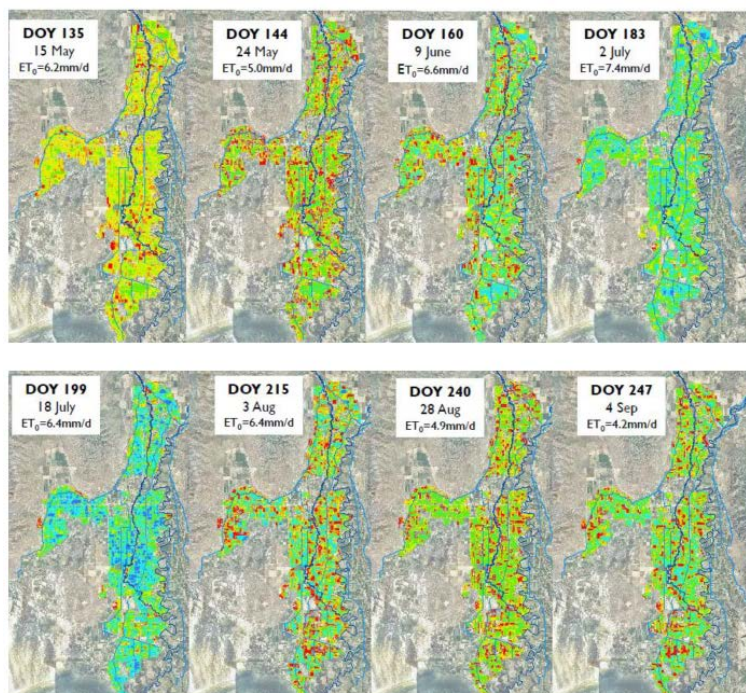 DOY 135
15 May
ET₀=6.2mm/d
DOY 144
24 May
ET₀=5.0mm/d
DOY 160
9 June
ET₀=6.6mm/d
DOY 183
2 July
ET₀=7.4mm/d
DOY 199
18 July
ET₀=6.4mm/d
DOY 215
3 Aug
ET₀=6.4mm/d
DOY 240
28 Aug
ET₀=4.9mm/d
DOY 247
4 Sep
ET₀=4.2mm/d